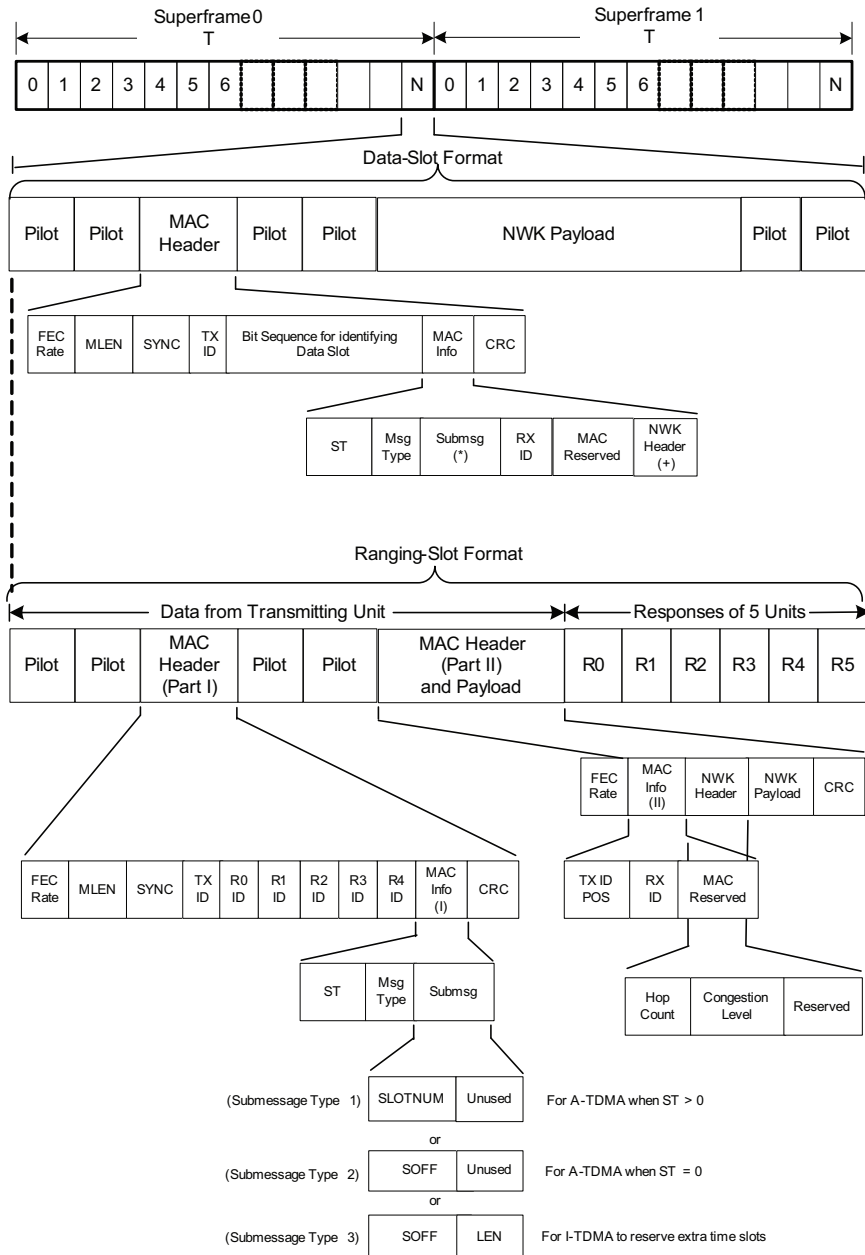 Superframe 0
T
Superframe 1
T
0 1 2 3 4 5 6 N 0 1 2 3 4 5 6 N
Data-Slot Format
Pilot Pilot MAC Header Pilot Pilot NWK Payload Pilot Pilot
FEC Rate MLEN SYNC TX ID Bit Sequence for identifying Data Slot MAC Info CRC
ST Msg Type Submsg (*) RX ID MAC Reserved NWK Header (+)
Ranging-Slot Format
Data from Transmitting Unit Responses of 5 Units
Pilot Pilot MAC Header (Part I) Pilot Pilot MAC Header (Part II) and Payload R0 R1 R2 R3 R4 R5
FEC Rate MAC Info (II) NWK Header NWK Payload CRC
FEC Rate MLEN SYNC TX ID R0 ID R1 ID R2 ID R3 ID R4 ID MAC Info (I) CRC
TX ID POS RX ID MAC Reserved
ST Msg Type Submsg
Hop Count Congestion Level Reserved
(Submessage Type 1) SLOTNUM Unused For A-TDMA when ST > 0
or
(Submessage Type 2) SOFF Unused For A-TDMA when ST = 0
or
(Submessage Type 3) SOFF LEN For I-TDMA to reserve extra time slots